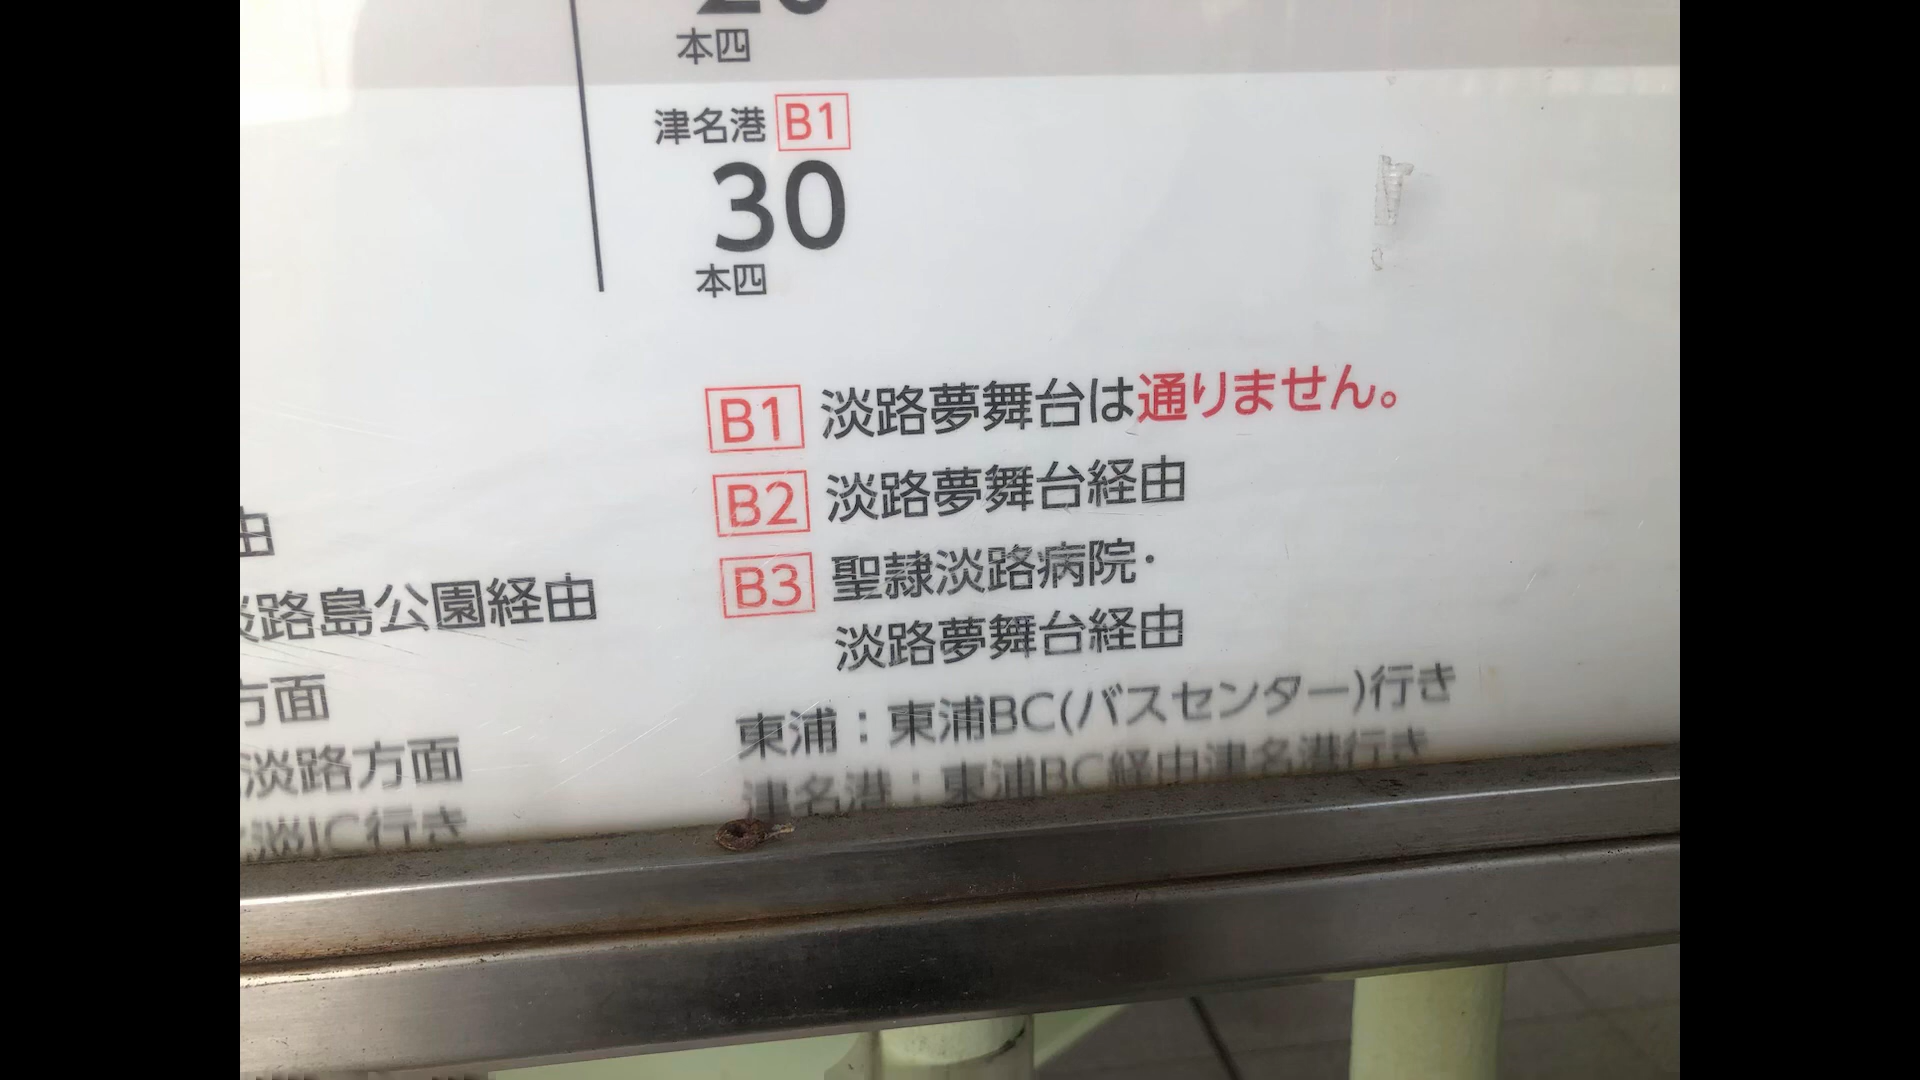 本四
津名港 B1
30
本四
B1 淡路夢舞台は通りません。
B2 淡路夢舞台経由
B3 聖隷淡路病院・
淡路夢舞台経由
東浦：東浦BC(バスセンター)行き
津名港：東浦BC経由津名港行き
由
淡路島公園経由
方面
淡路方面
淡IC行き